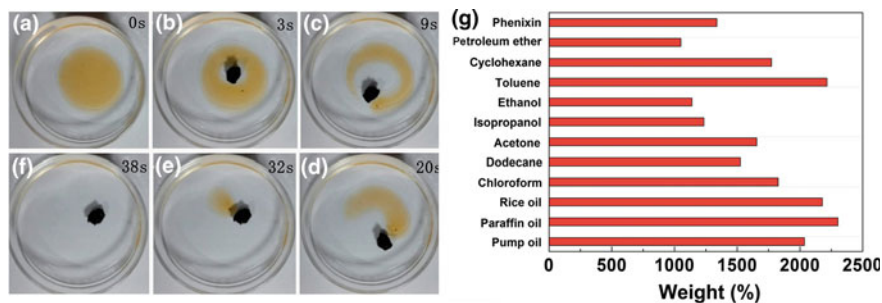 (a) 0s
(b) 3s
(c) 9s
(f) 38s
(e) 32s
(d) 20s
(g)
Phenixin
Petroleum ether
Cyclohexane
Toluene
Ethanol
Isopropanol
Acetone
Dodecane
Chloroform
Rice oil
Paraffin oil
Pump oil
0 500 1000 1500 2000 2500
Weight (%)